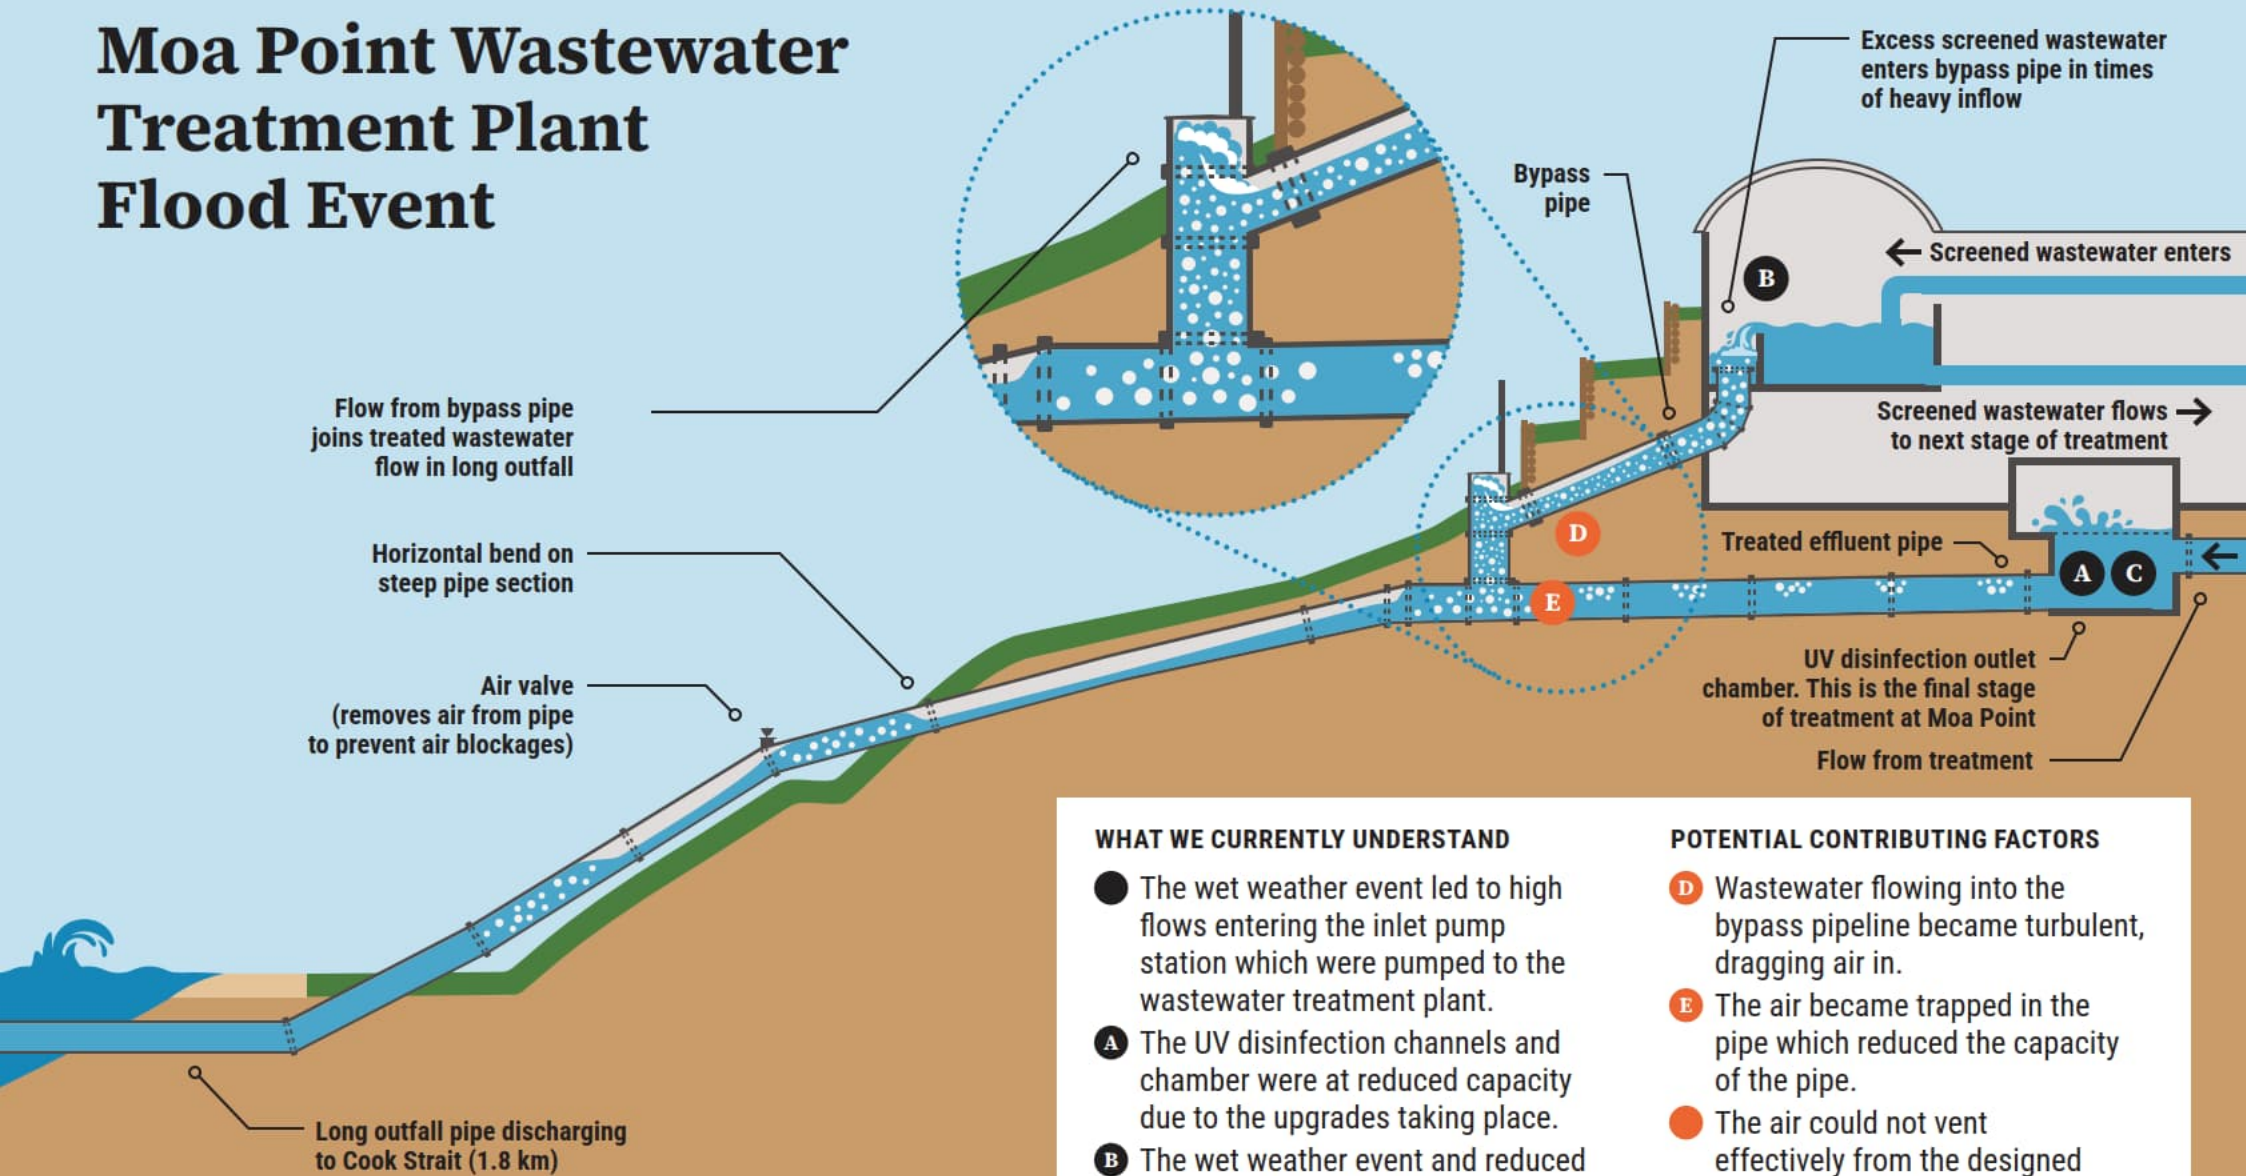 Moa Point Wastewater
Treatment Plant
Flood Event
Excess screened wastewater
enters bypass pipe in times
of heavy inflow
Bypass
pipe
B
← Screened wastewater enters
Screened wastewater flows →
to next stage of treatment
Flow from bypass pipe
joins treated wastewater
flow in long outfall
D
Treated effluent pipe
Horizontal bend on
steep pipe section
E
A C
←
Air valve
(removes air from pipe
to prevent air blockages)
UV disinfection outlet
chamber. This is the final stage
of treatment at Moa Point
Flow from treatment
Long outfall pipe discharging
to Cook Strait (1.8 km)
WHAT WE CURRENTLY UNDERSTAND
The wet weather event led to high
flows entering the inlet pump
station which were pumped to the
wastewater treatment plant.
A The UV disinfection channels and
chamber were at reduced capacity
due to the upgrades taking place.
B The wet weather event and reduced
POTENTIAL CONTRIBUTING FACTORS
D Wastewater flowing into the
bypass pipeline became turbulent,
dragging air in.
E The air became trapped in the
pipe which reduced the capacity
of the pipe.
The air could not vent
effectively from the designed